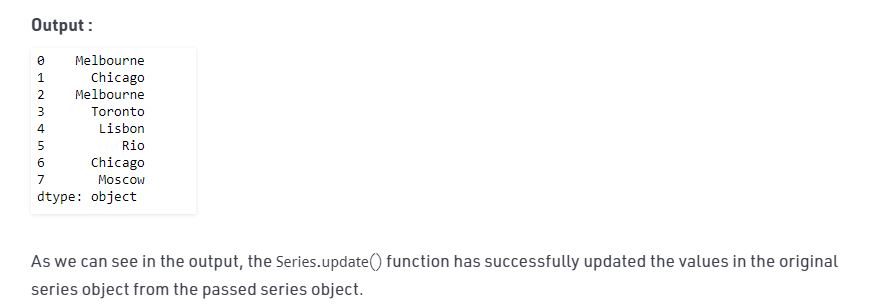 Output :
0 Melbourne
1 Chicago
2 Melbourne
3 Toronto
4 Lisbon
5 Rio
6 Chicago
7 Moscow
dtype: object
As we can see in the output, the Series.update() function has successfully updated the values in the original
series object from the passed series object.